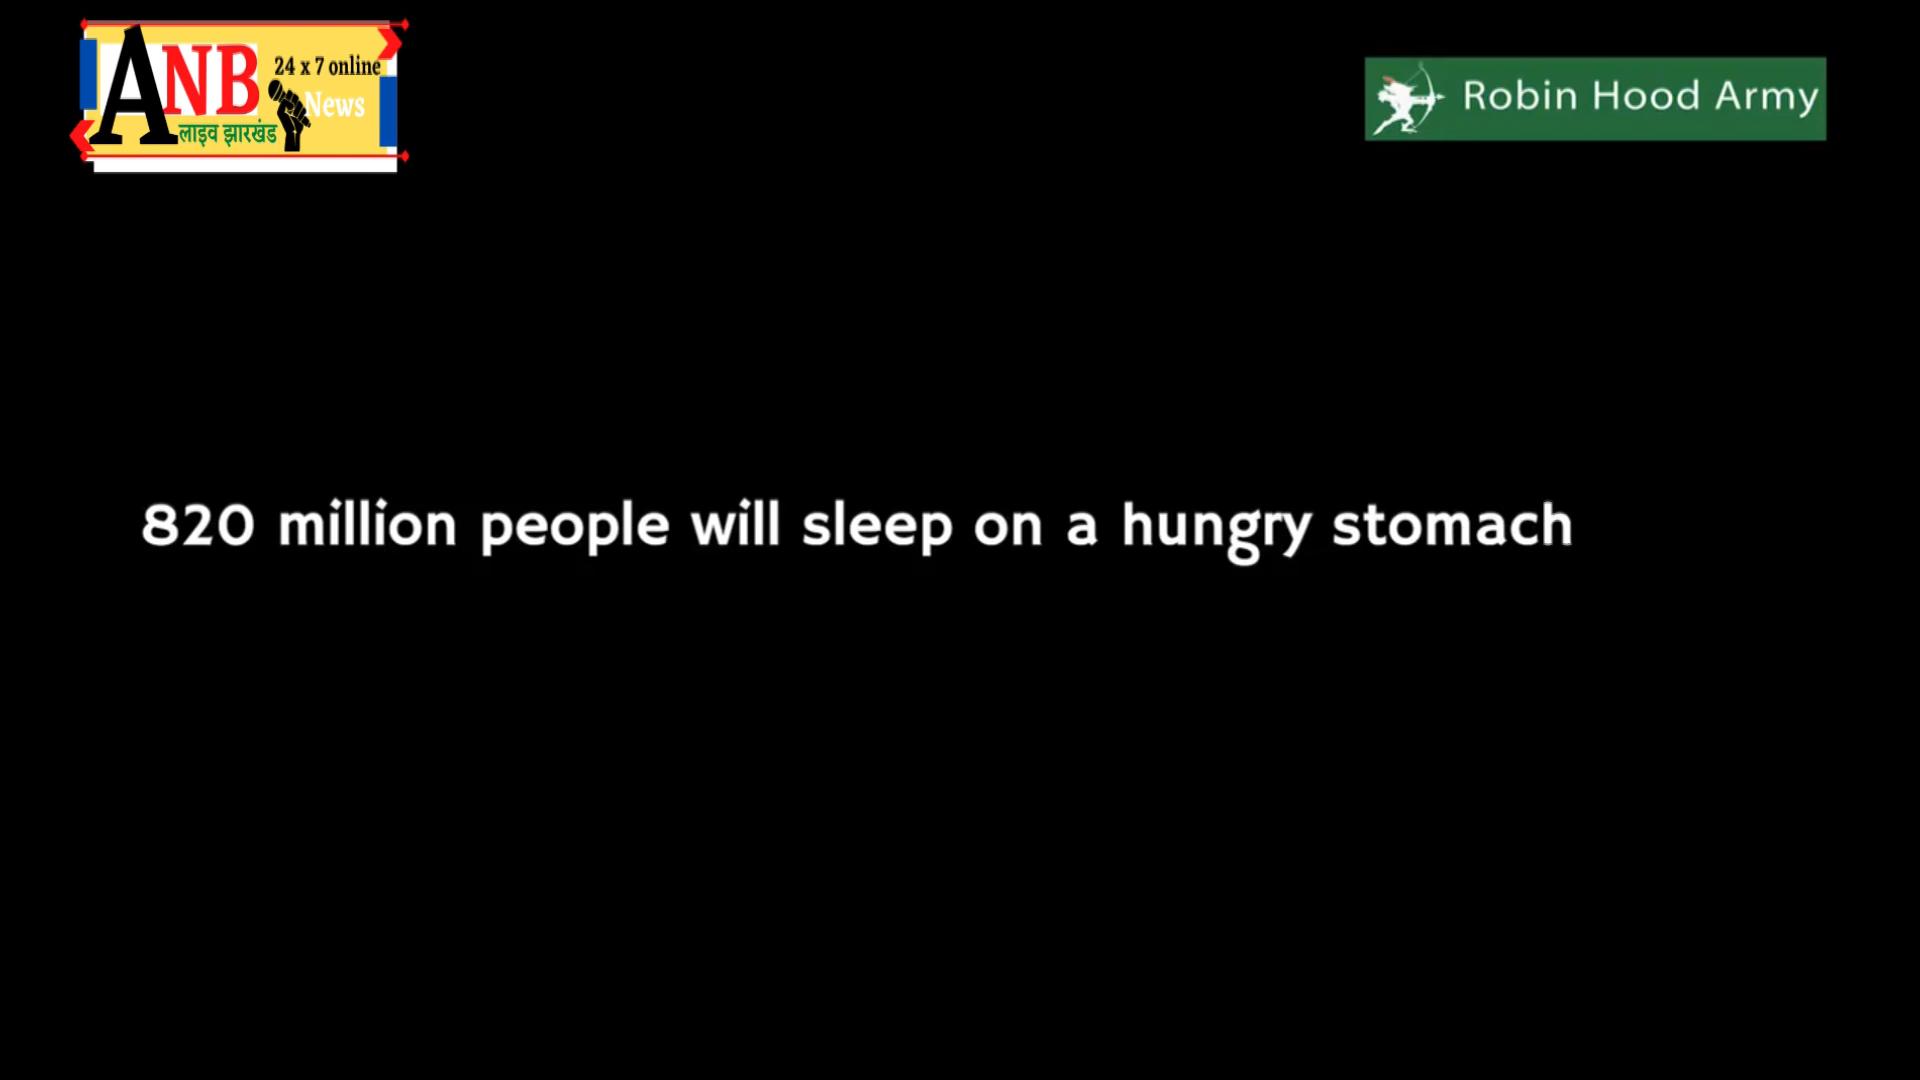 ANB
24 x 7 online
News
लाइव झारखंड
Robin Hood Army
820 million people will sleep on a hungry stomach